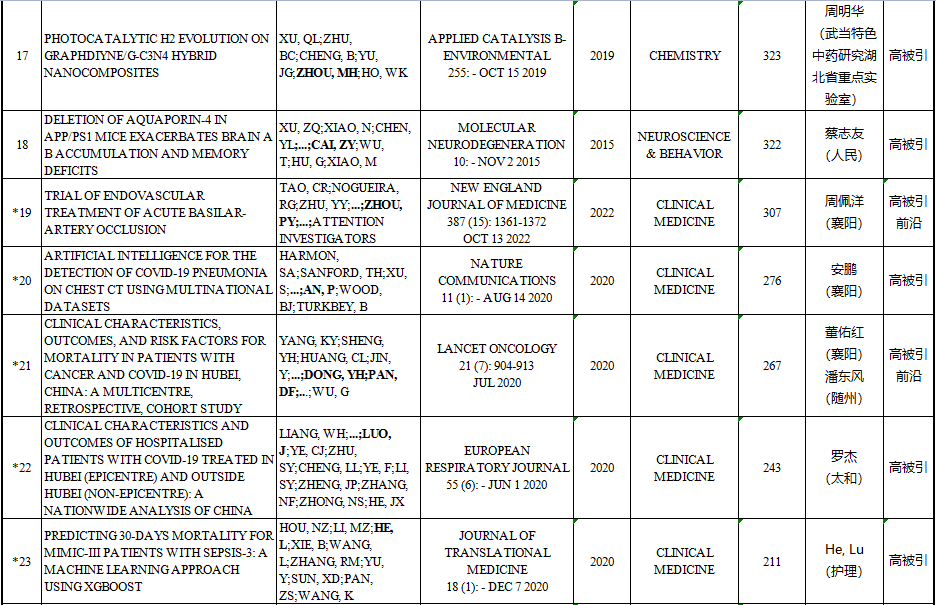 17
PHOTOCATALYTIC H2 EVOLUTION ON
GRAPHDIYNE/G-C3N4 HYBRID
NANOCOMPOSITES
XU, QL;ZHU,
BC;CHENG, B;YU,
JG;ZHOU, MH;HO, WK
APPLIED CATALYSIS B-
ENVIRONMENTAL
255: - OCT 15 2019
2019
CHEMISTRY
323
周明华
（武当特色
中药研究湖
北省重点实
验室）
高被引
18
DELETION OF AQUAPORIN-4 IN
APP/PS1 MICE EXACERBATES BRAIN A
B ACCUMULATION AND MEMORY
DEFICITS
XU, ZQ;XIAO, N;CHEN,
YL;...;CAI, ZY;WU,
T;HU, G;XIAO, M
MOLECULAR
NEURODEGENERATION
10: - NOV 2 2015
2015
NEUROSCIENCE
& BEHAVIOR
322
蔡志友
(人民)
高被引
*19
TRIAL OF ENDOVASCULAR
TREATMENT OF ACUTE BASILAR-
ARTERY OCCLUSION
TAO, CR;NOGUEIRA,
RG;ZHU, YY;...;ZHOU,
PY;...;ATTENTION
INVESTIGATORS
NEW ENGLAND
JOURNAL OF MEDICINE
387 (15): 1361-1372
OCT 13 2022
2022
CLINICAL
MEDICINE
307
周佩洋
(襄阳)
高被引
前沿
*20
ARTIFICIAL INTELLIGENCE FOR THE
DETECTION OF COVID-19 PNEUMONIA
ON CHEST CT USING MULTINATIONAL
DATASETS
HARMON,
SA;SANFORD, TH;XU,
S;...;AN, P;WOOD,
BJ;TURKBEY, B
NATURE
COMMUNICATIONS
11 (1): - AUG 14 2020
2020
CLINICAL
MEDICINE
276
安鹏
(襄阳)
高被引
*21
CLINICAL CHARACTERISTICS,
OUTCOMES, AND RISK FACTORS FOR
MORTALITY IN PATIENTS WITH
CANCER AND COVID-19 IN HUBEI,
CHINA: A MULTICENTRE,
RETROSPECTIVE, COHORT STUDY
YANG, KY;SHENG,
YH;HUANG, CL;JIN,
Y;...;DONG, YH;PAN,
DF;...;WU, G
LANCET ONCOLOGY
21 (7): 904-913
JUL 2020
2020
CLINICAL
MEDICINE
267
董佑红
(襄阳)
潘东风
(随州)
高被引
前沿
*22
CLINICAL CHARACTERISTICS AND
OUTCOMES OF HOSPITALISED
PATIENTS WITH COVID-19 TREATED IN
HUBEI (EPICENTRE) AND OUTSIDE
HUBEI (NON-EPICENTRE): A
NATIONWIDE ANALYSIS OF CHINA
LIANG, WH;...;LUO,
J;YE, CJ;ZHU,
SY;CHENG, LL;YE, F;LI,
SY;ZHENG, JP;ZHANG,
NF;ZHONG, NS;HE, JX
EUROPEAN
RESPIRATORY JOURNAL
55 (6): - JUN 1 2020
2020
CLINICAL
MEDICINE
243
罗杰
(太和)
高被引
*23
PREDICTING 30-DAYS MORTALITY FOR
MIMIC-III PATIENTS WITH SEPSIS-3: A
MACHINE LEARNING APPROACH
USING XGBOOST
HOU, NZ;LI, MZ;HE,
L;XIE, B;WANG,
L;ZHANG, RM;YU,
Y;SUN, XD;PAN,
ZS;WANG, K
JOURNAL OF
TRANSLATIONAL
MEDICINE
18 (1): - DEC 7 2020
2020
CLINICAL
MEDICINE
211
He, Lu
(护理)
高被引